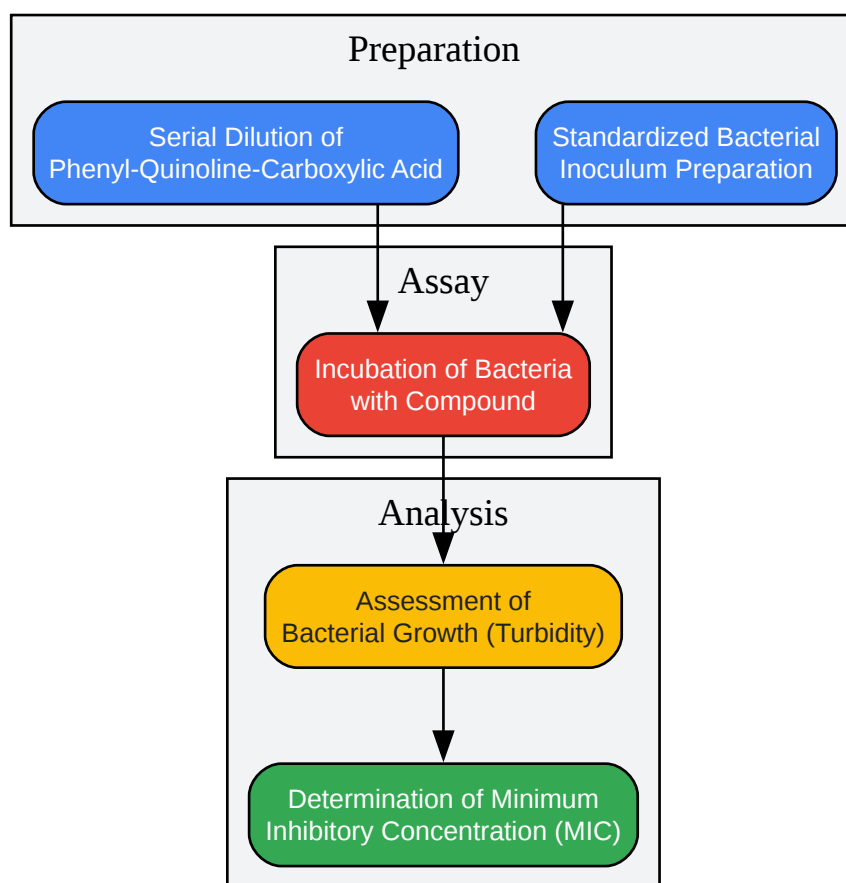 Preparation
Serial Dilution of
Phenyl-Quinoline-Carboxylic Acid
Standardized Bacterial
Inoculum Preparation
Assay
Incubation of Bacteria
with Compound
Analysis
Assessment of
Bacterial Growth (Turbidity)
Determination of Minimum
Inhibitory Concentration (MIC)